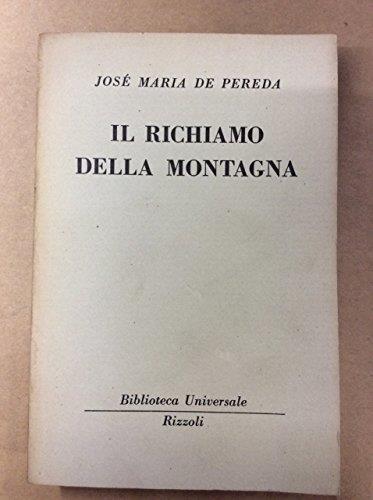 JOSÉ MARIA DE PEREDA
IL RICHIAMO
DELLA MONTAGNA
Biblioteca Universale
Rizzoli